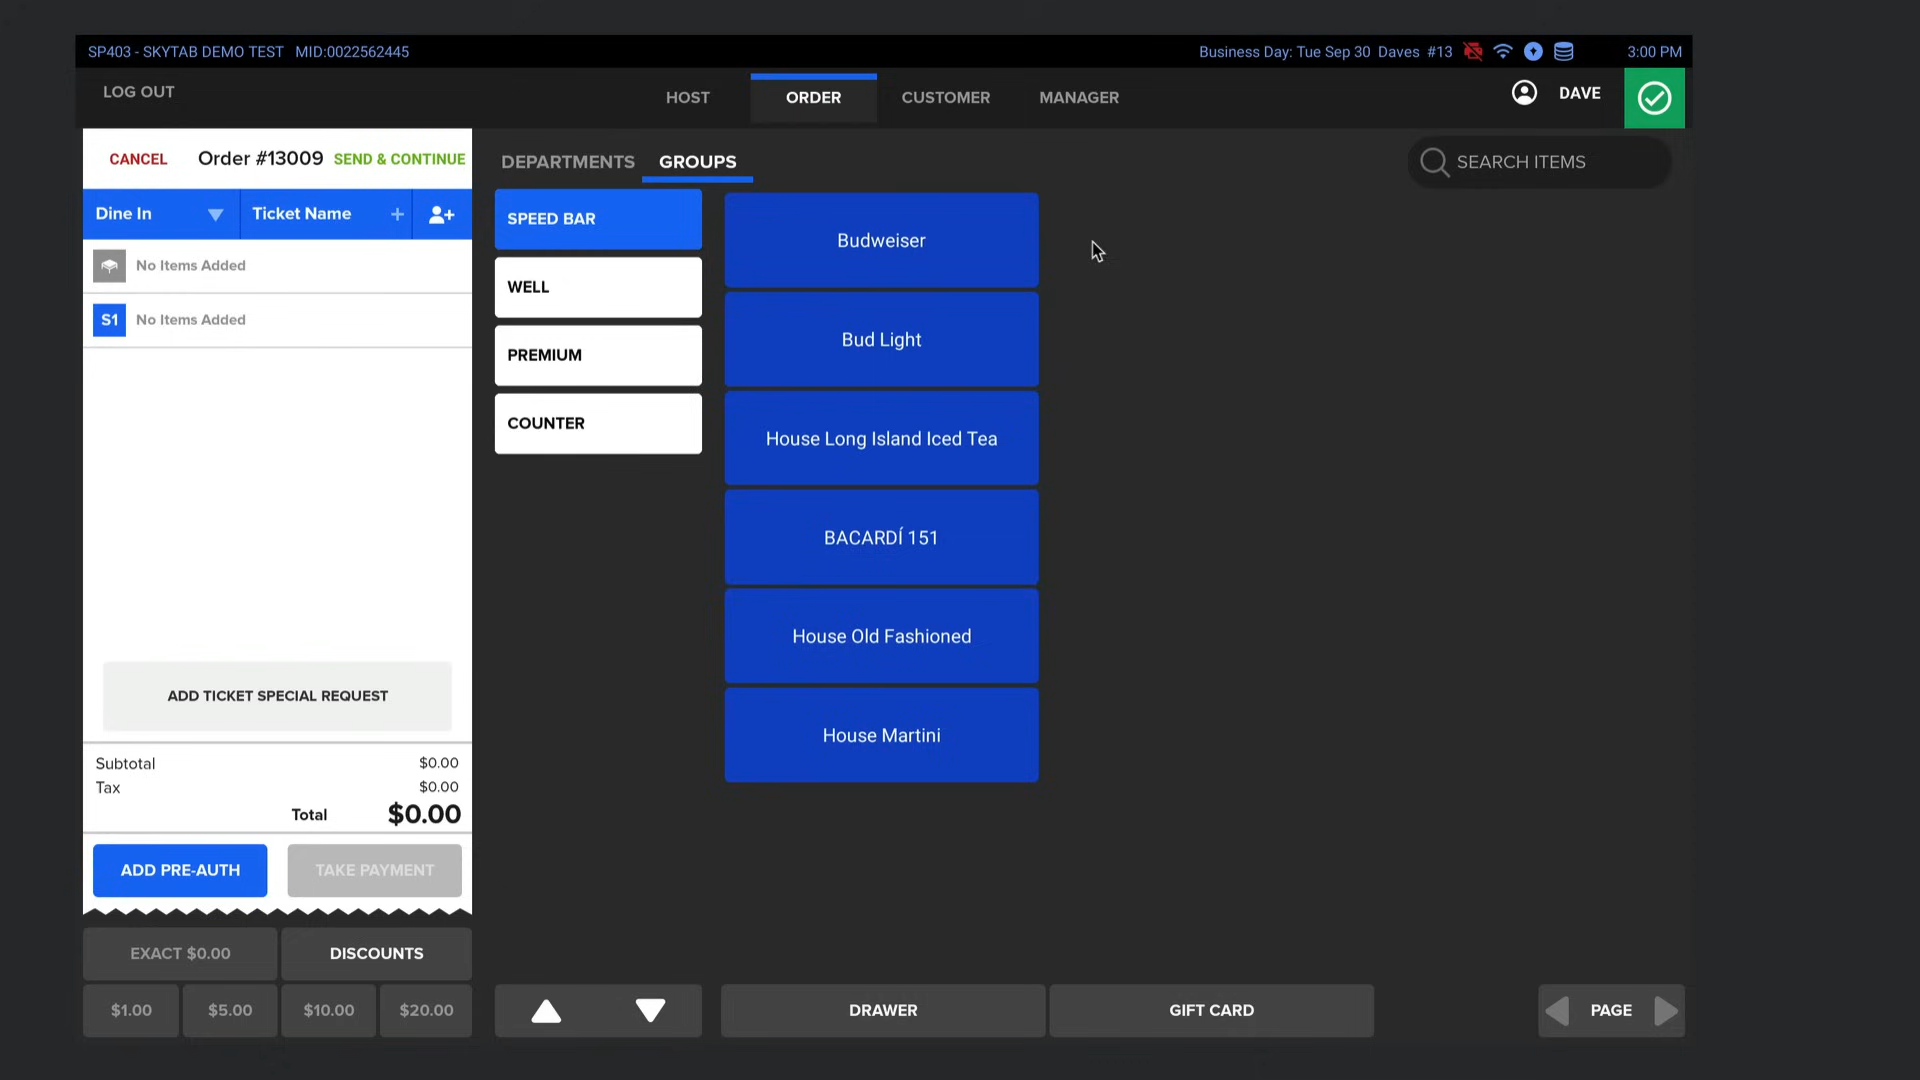 SP403 - SKYTAB DEMO TEST MID:0022562445
Business Day: Tue Sep 30 Daves #13 3:00 PM
LOG OUT
HOST
ORDER
CUSTOMER
MANAGER
DAVE
CANCEL Order #13009 SEND & CONTINUE
Dine In
Ticket Name +
No Items Added
S1 No Items Added
ADD TICKET SPECIAL REQUEST
Subtotal $0.00
Tax $0.00
Total $0.00
ADD PRE-AUTH
TAKE PAYMENT
EXACT $0.00
DISCOUNTS
$1.00
$5.00
$10.00
$20.00
DEPARTMENTS
GROUPS
SEARCH ITEMS
SPEED BAR
WELL
PREMIUM
COUNTER
Budweiser
Bud Light
House Long Island Iced Tea
BACARDÍ 151
House Old Fashioned
House Martini
DRAWER
GIFT CARD
PAGE